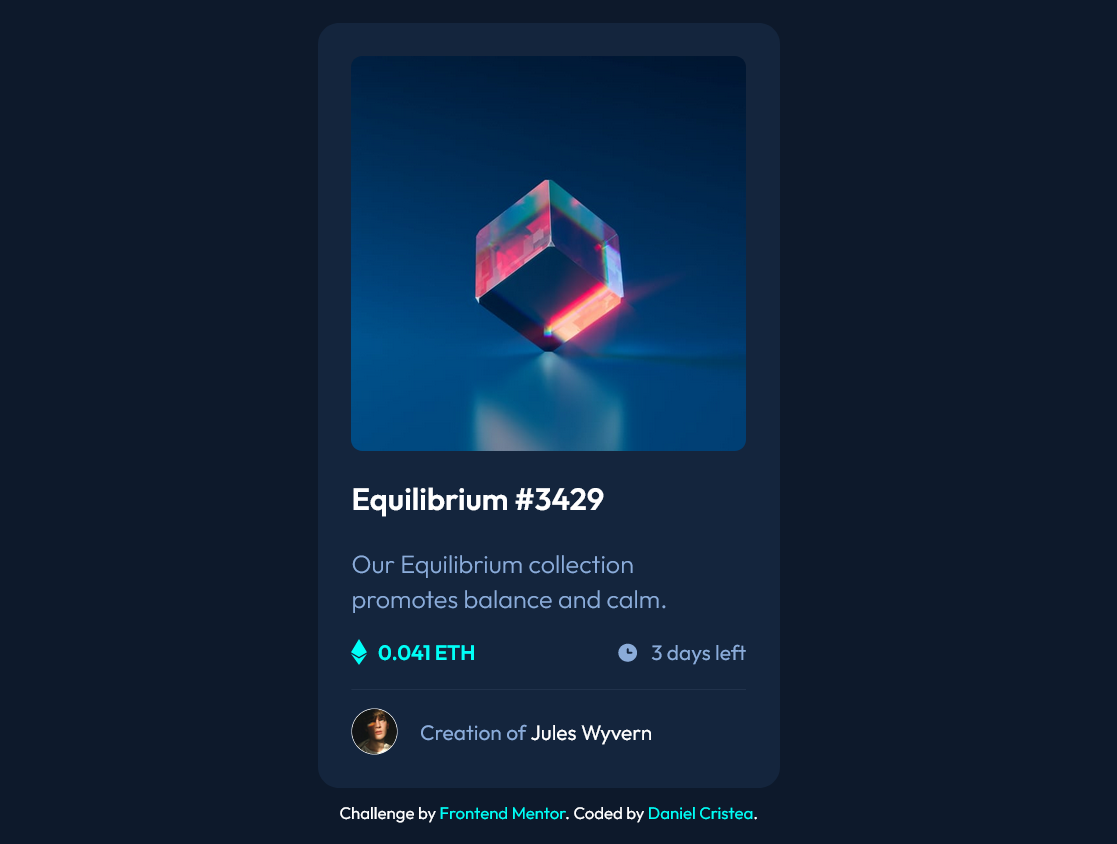 Equilibrium #3429
Our Equilibrium collection
promotes balance and calm.
0.041 ETH
3 days left
Creation of Jules Wyvern
Challenge by Frontend Mentor. Coded by Daniel Cristea.